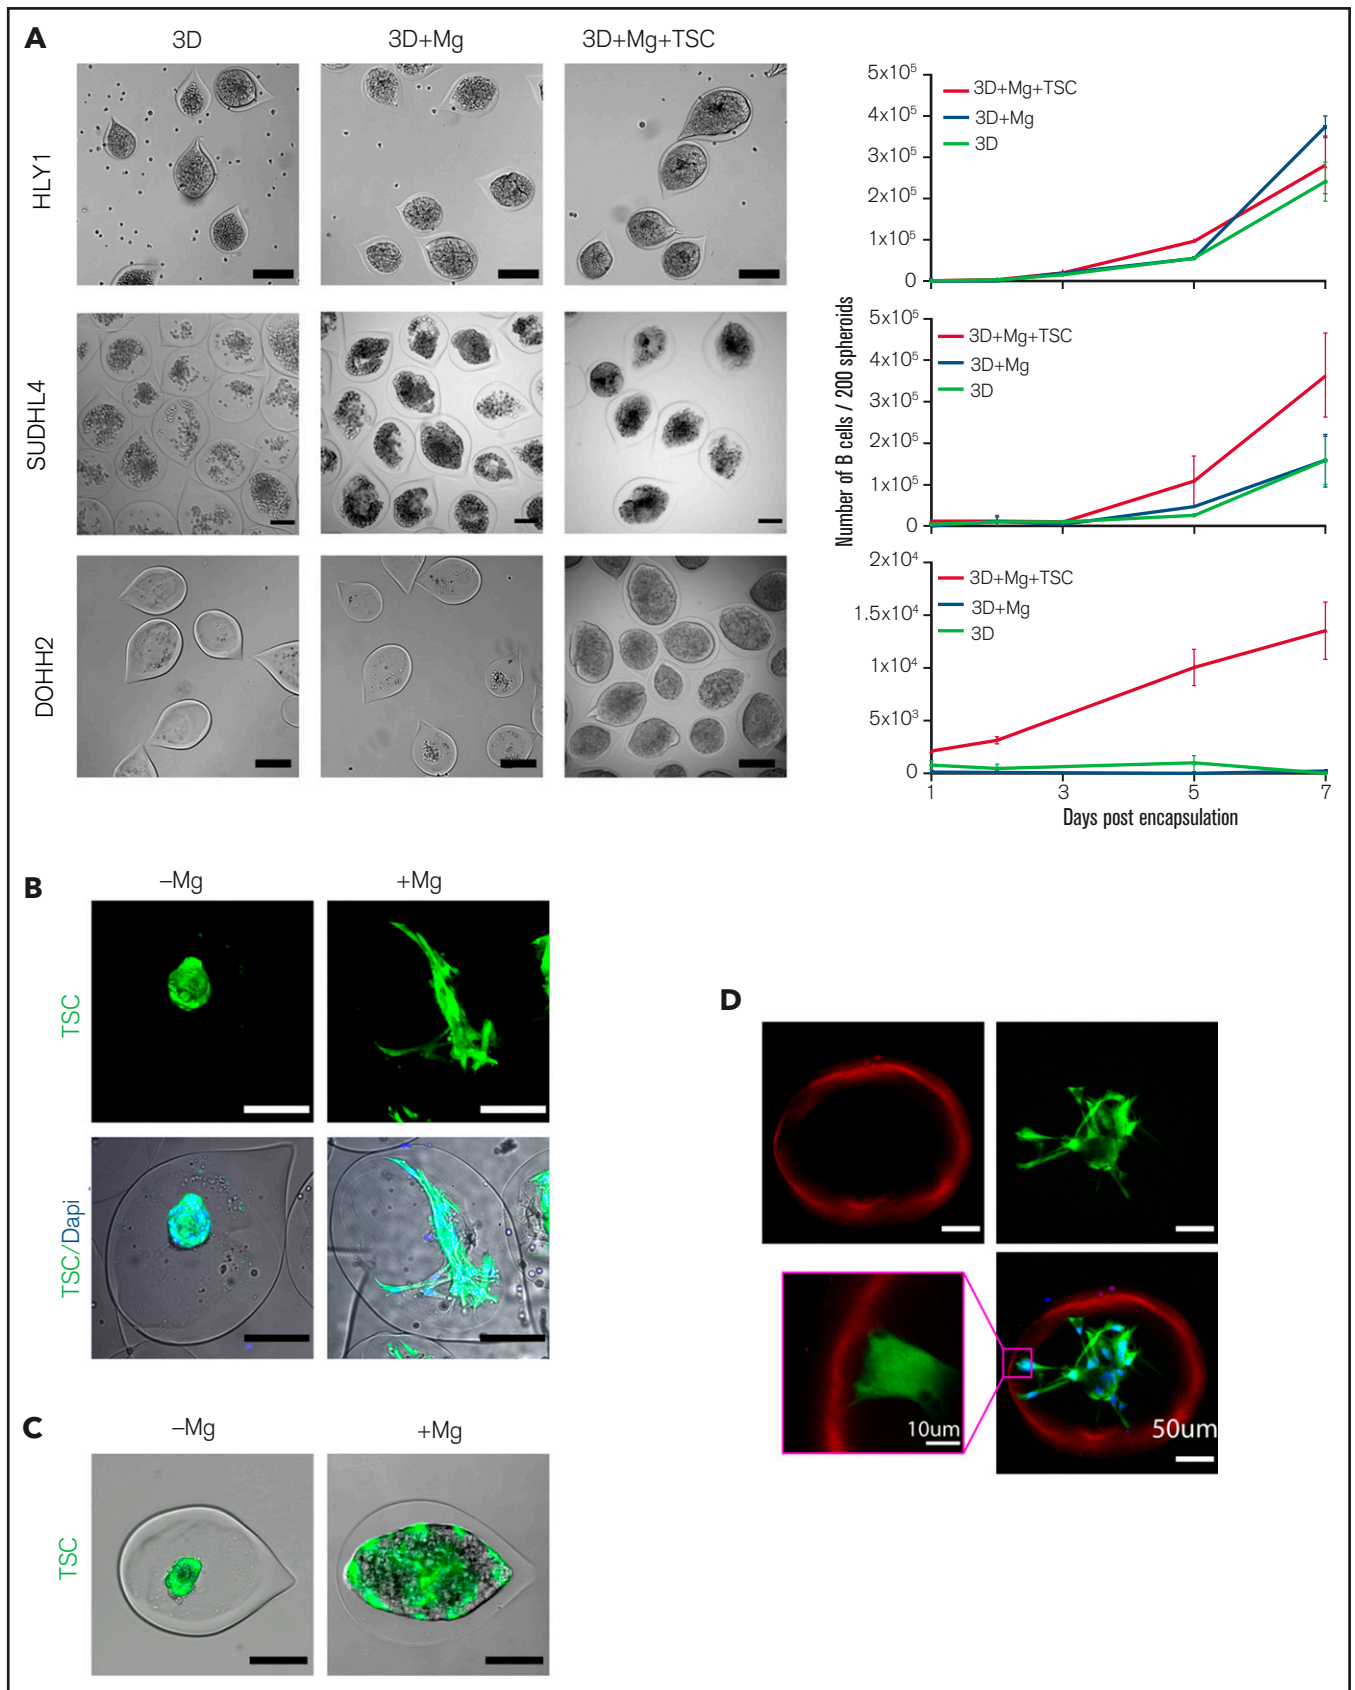 A
3D
3D+Mg
3D+Mg+TSC
HLY1
SUDHL4
DOHH2
5x10⁵
4x10⁵
3x10⁵
2x10⁵
1x10⁵
0
3D+Mg+TSC
3D+Mg
3D
5x10⁵
4x10⁵
3x10⁵
2x10⁵
1x10⁵
0
3D+Mg+TSC
3D+Mg
3D
Number of B cells / 200 spheroids
2x10⁴
1.5x10⁴
1x10⁴
5x10³
0
3D+Mg+TSC
3D+Mg
3D
1
3
5
7
Days post encapsulation
B
–Mg
+Mg
TSC
TSC/Dapi
C
–Mg
+Mg
TSC
D
10um
50um